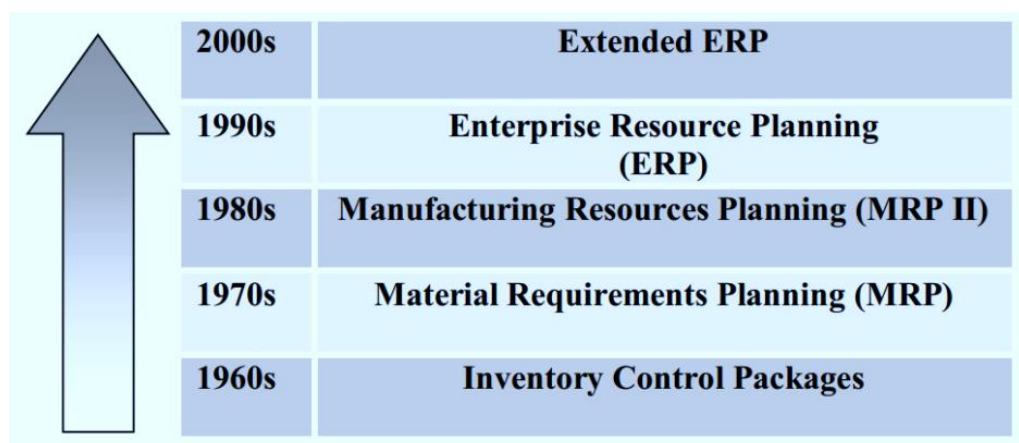 2000s Extended ERP
1990s Enterprise Resource Planning
(ERP)
1980s Manufacturing Resources Planning (MRP II)
1970s Material Requirements Planning (MRP)
1960s Inventory Control Packages